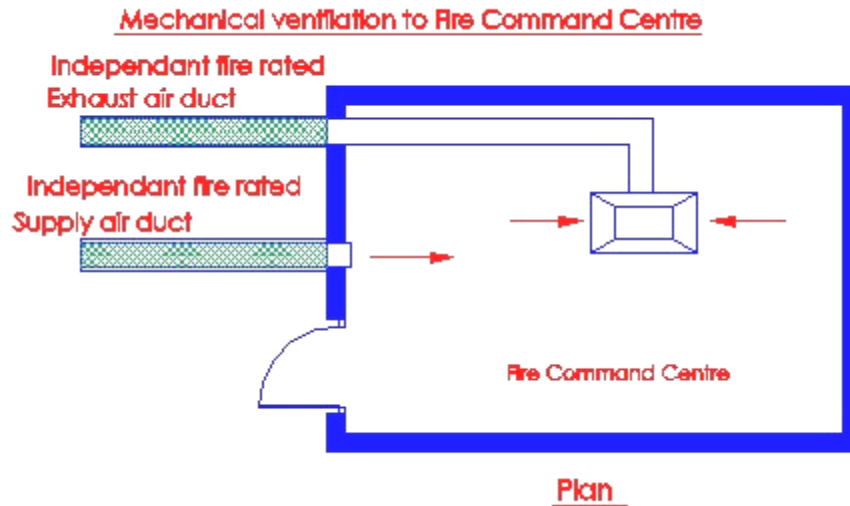 Mechanical ventilation to Fire Command Centre
Independant fire rated
Exhaust air duct
Independant fire rated
Supply air duct
Fire Command Centre
Plan